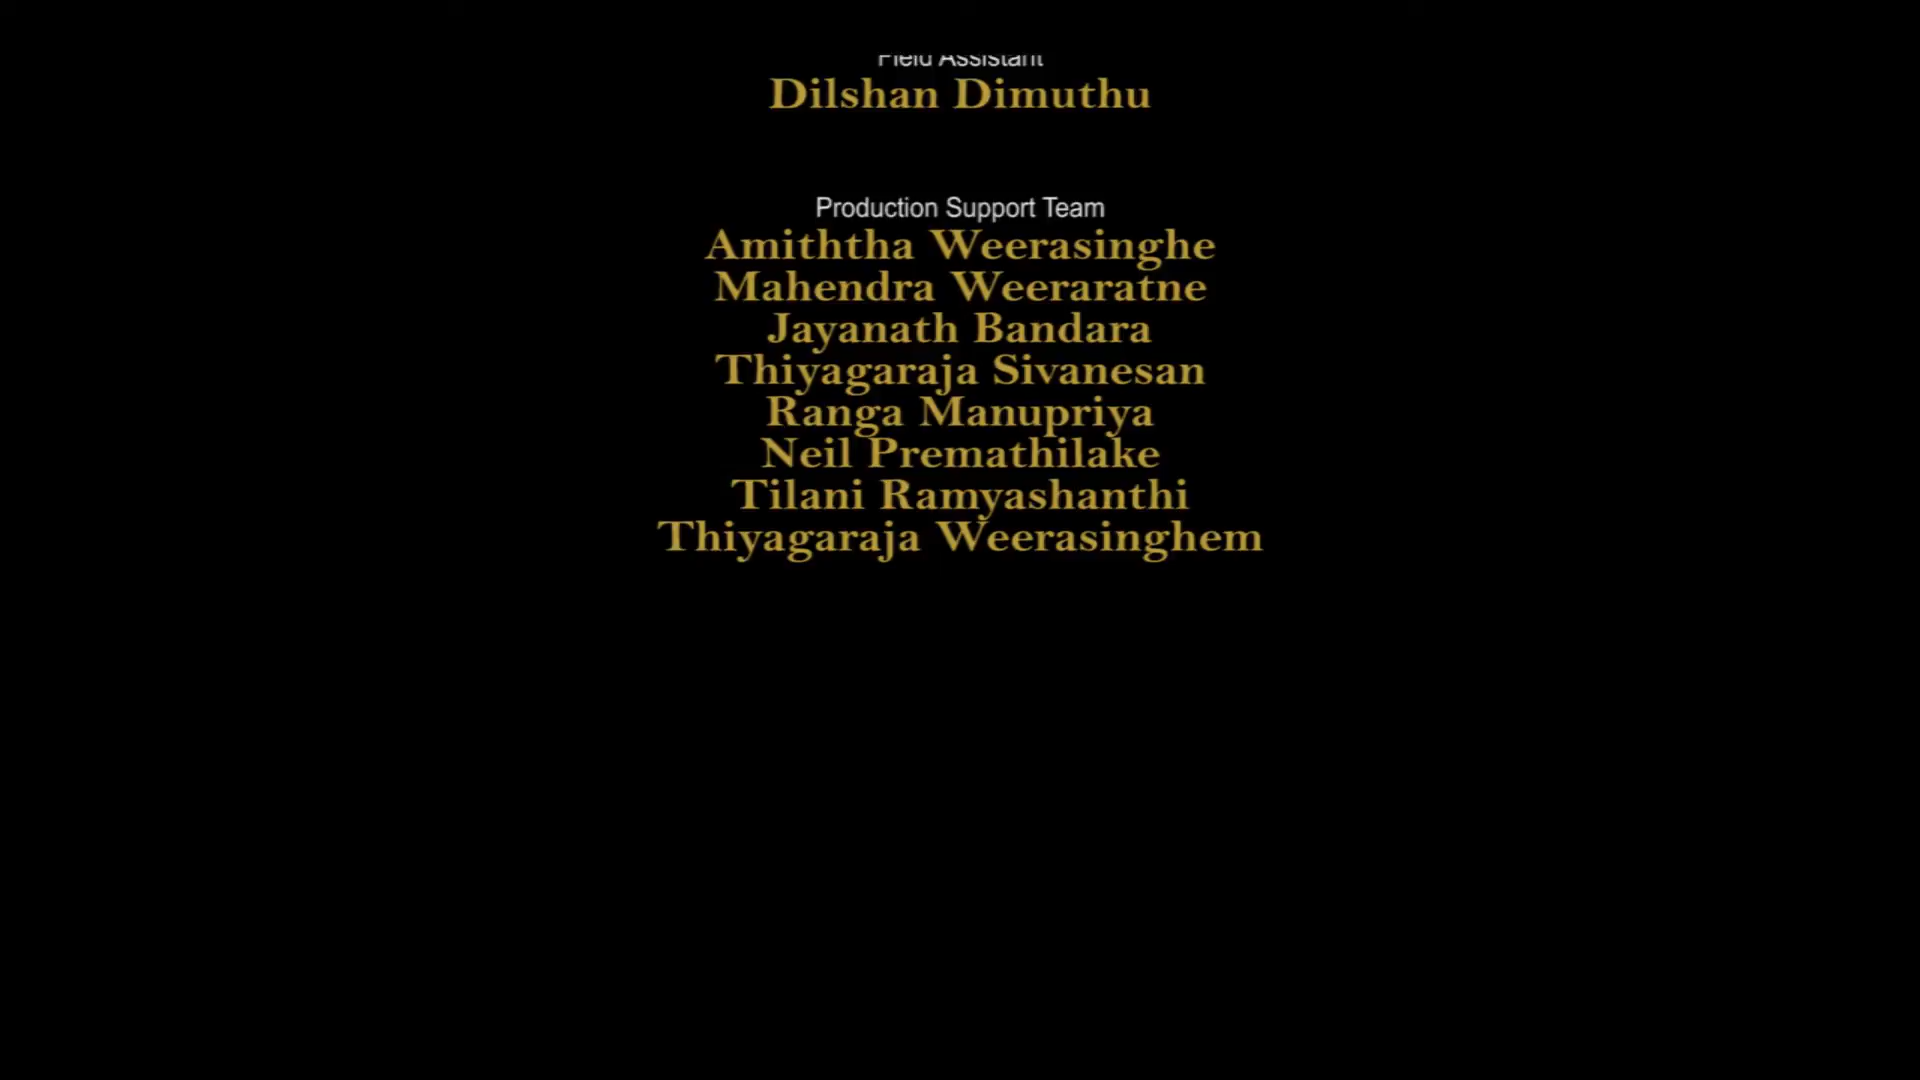 Field Assistant
Dilshan Dimuthu
Production Support Team
Amiththa Weerasinghe
Mahendra Weeraratne
Jayanath Bandara
Thiyagaraja Sivanesan
Ranga Manupriya
Neil Premathilake
Tilani Ramyashanthi
Thiyagaraja Weerasinghem